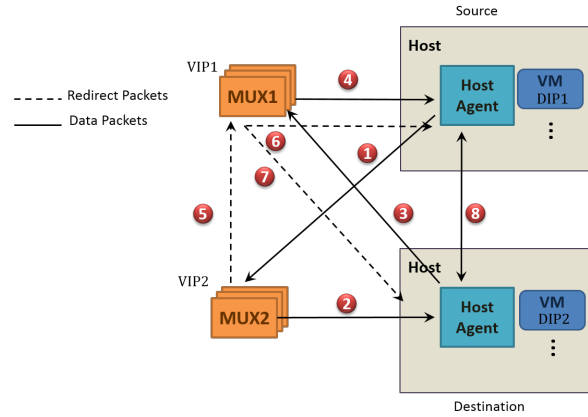 Source
Host
VIP1
MUX1
4
Host
Agent
VM
DIP1
...
Redirect Packets
Data Packets
6
1
7
5
3
8
Host
VIP2
MUX2
2
Host
Agent
VM
DIP2
...
Destination